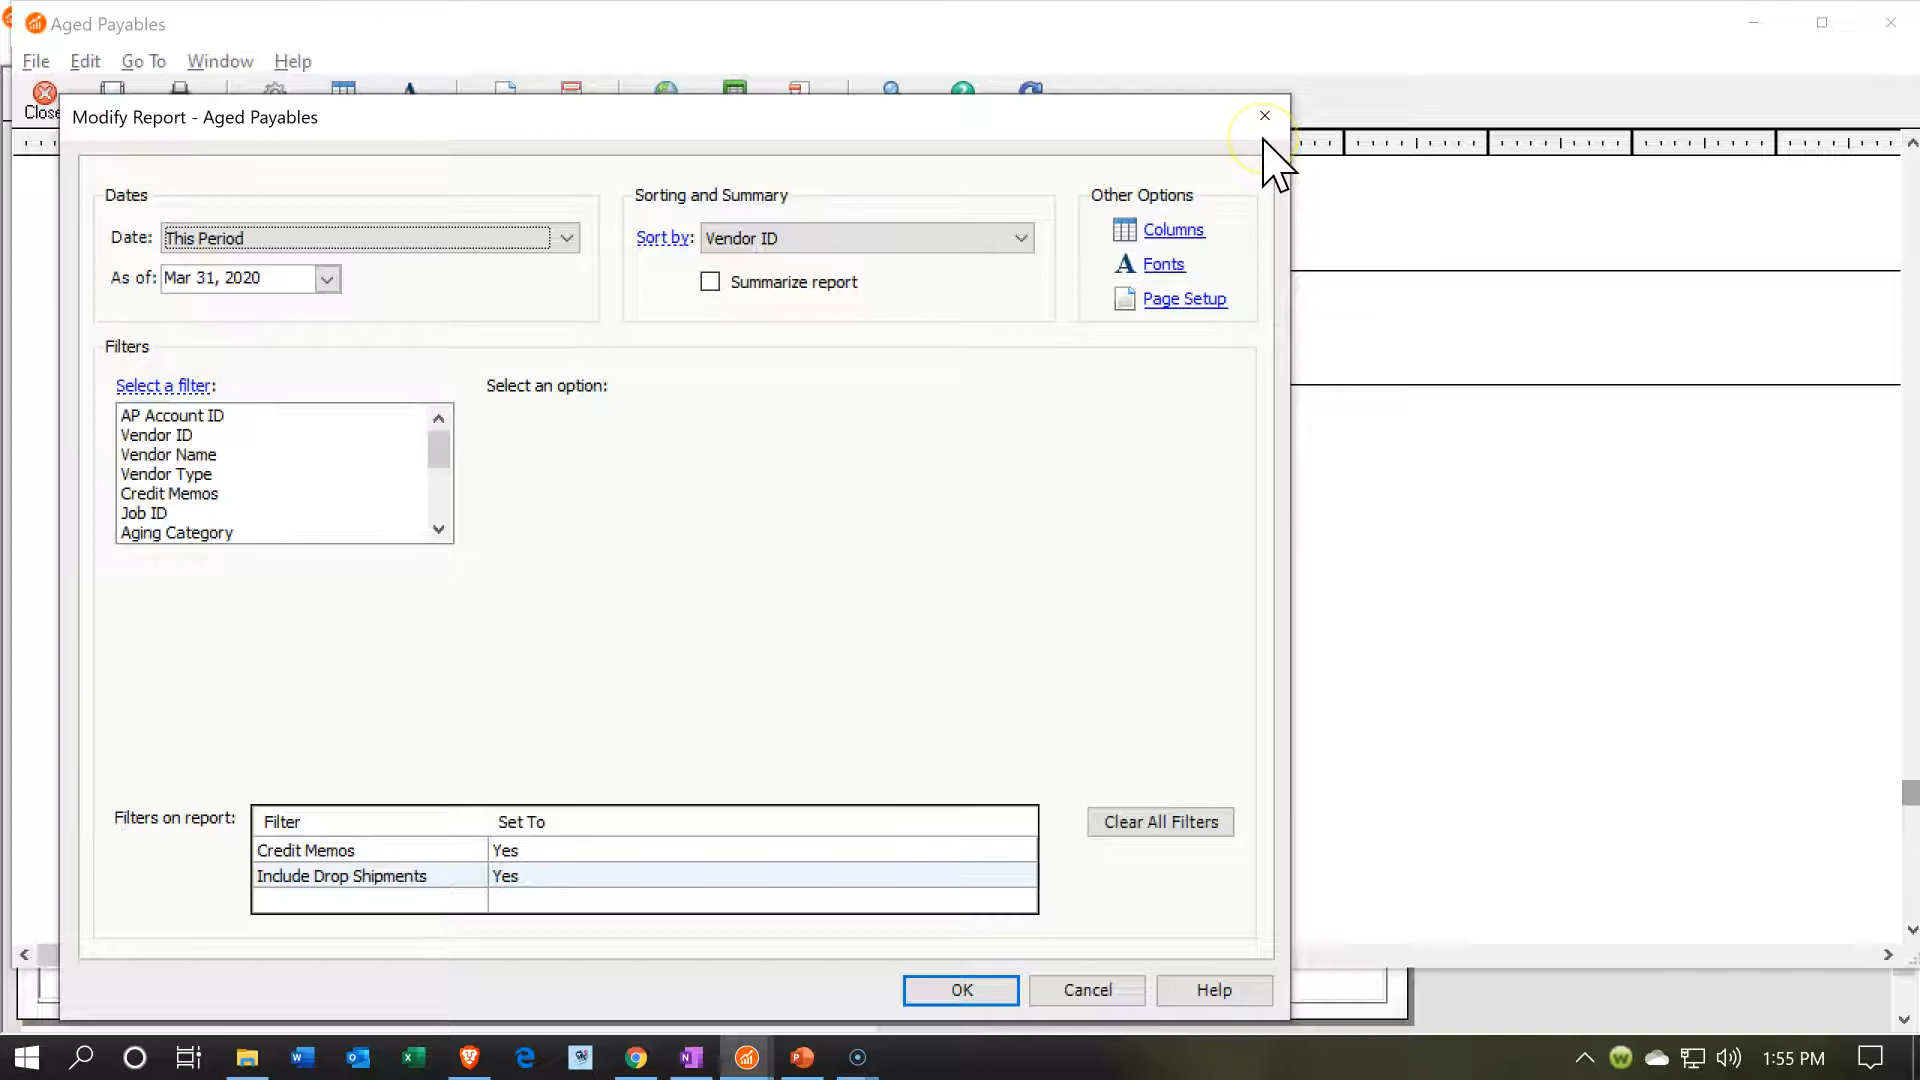 Aged Payables
File Edit Go To Window Help
Close
Modify Report - Aged Payables
Dates
Date: This Period
As of: Mar 31, 2020
Sorting and Summary
Sort by: Vendor ID
Summarize report
Other Options
Columns
Fonts
Page Setup
Filters
Select a filter:
Select an option:
AP Account ID
Vendor ID
Vendor Name
Vendor Type
Credit Memos
Job ID
Aging Category
Filters on report:
Filter Set To
Credit Memos Yes
Include Drop Shipments Yes
Clear All Filters
OK Cancel Help
1:55 PM